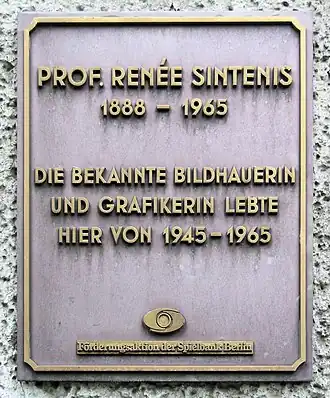 PROF. RENÉE SINTENIS
1888 – 1965
DIE BEKANNTE BILDHAUERIN
UND GRAFIKERIN LEBTE
HIER VON 1945 – 1965
Förderungsaktion der Spielbank Berlin